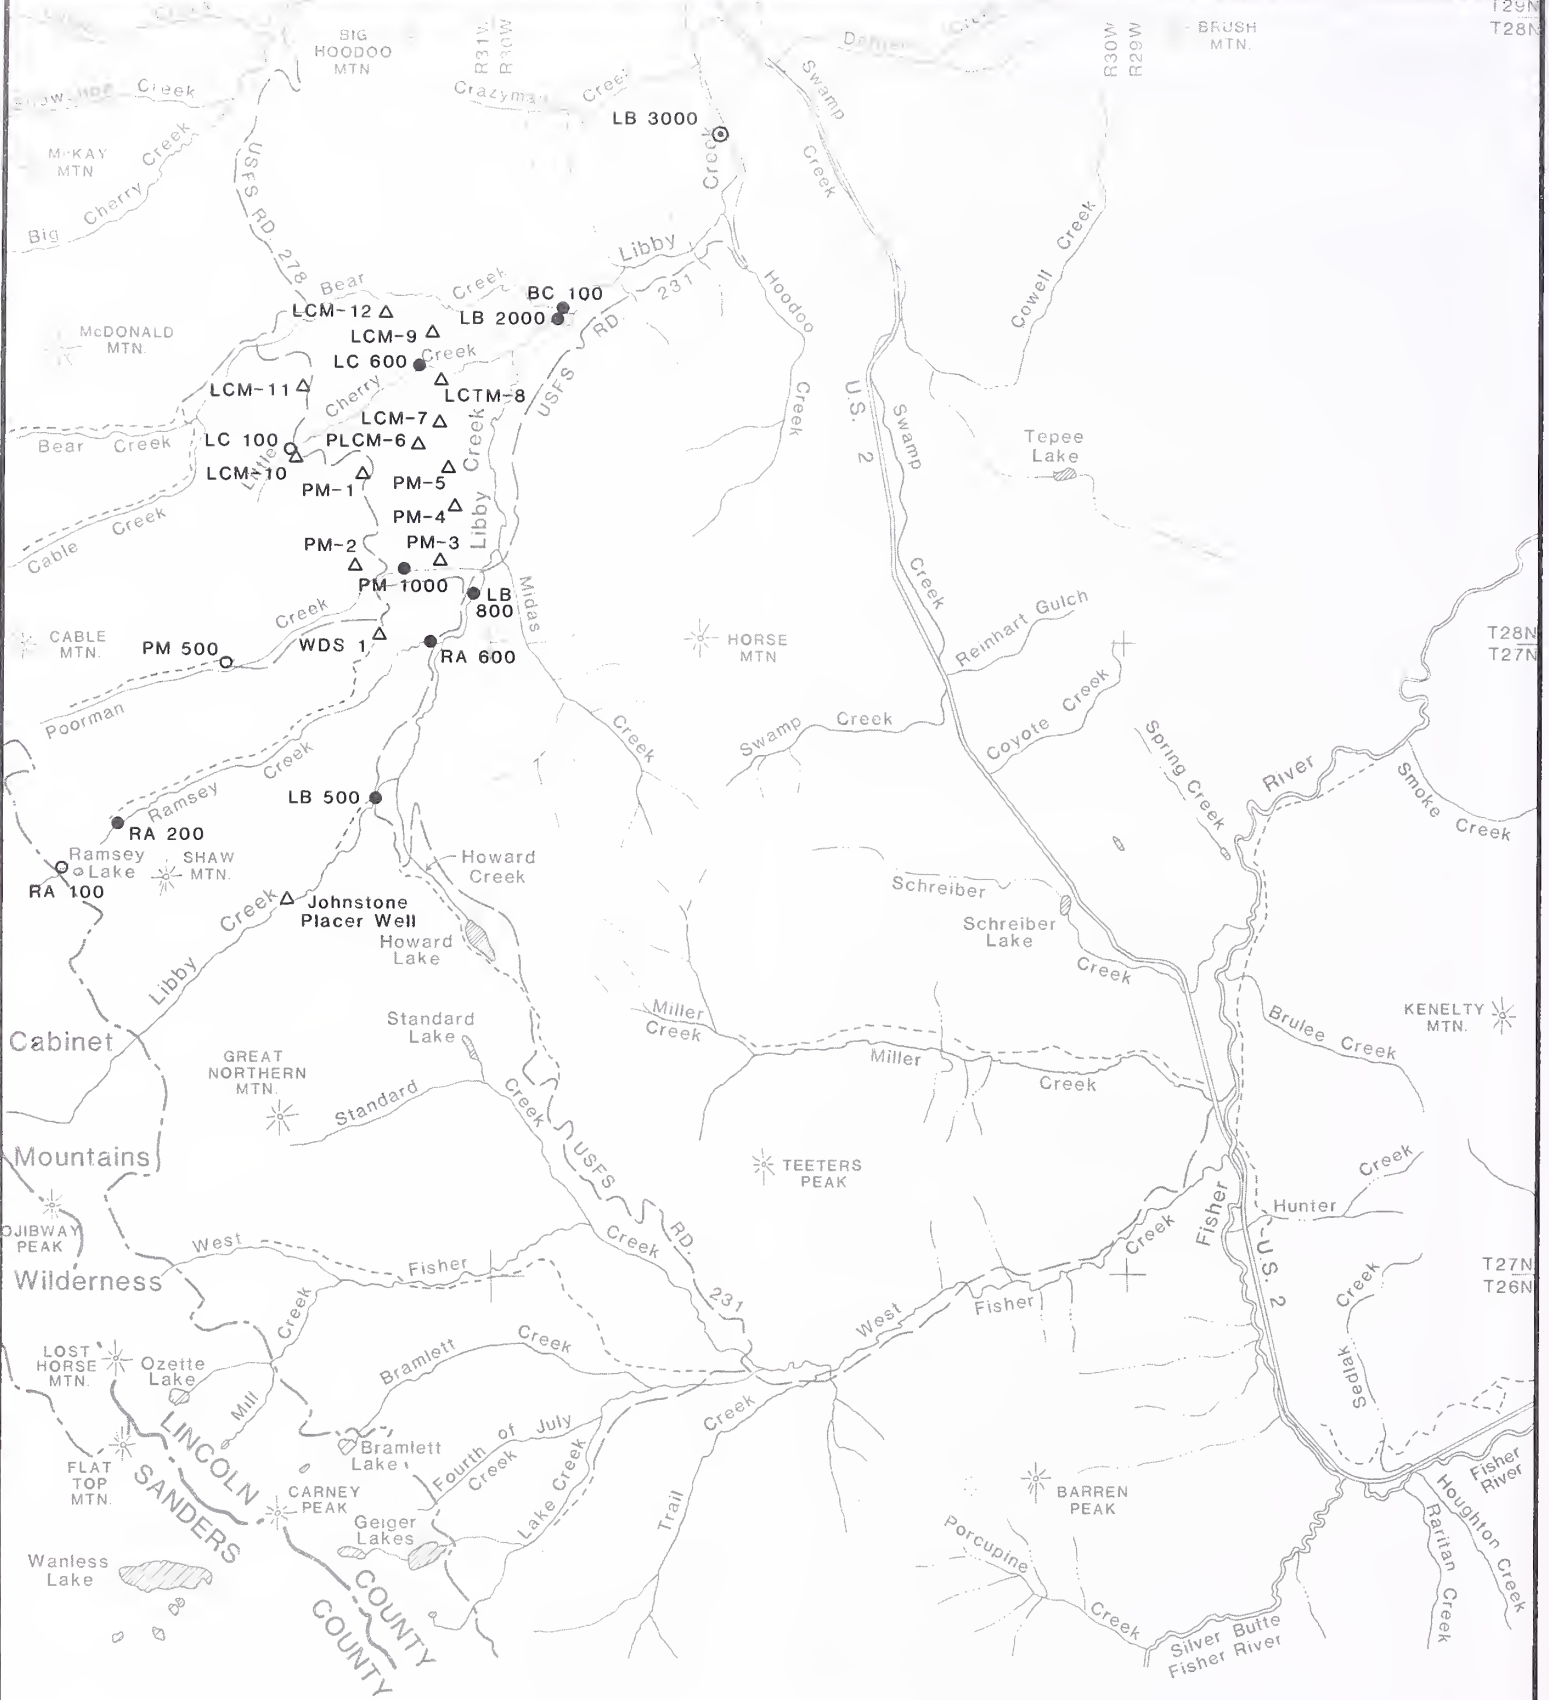 T29N
T28N
BIG
HOODOO
MTN
R31W
R30W
R30W
R29W
BRUSH
MTN.
Creek
Crazyman
LB 3000
Creek
Swamp
Creek
McKAY
MTN
Big Cherry Creek
USFS RD. 278
Libby
Bear Creek
BC 100
LB 2000
USFS RD. 231
Hoodoo
Creek
Cowell Creek
LCM-12
LCM-9
LC 600
Creek
McDONALD
MTN.
LCM-11
Cherry
LCTM-8
LCM-7
U.S. 2
Swamp
Creek
Bear Creek
LC 100
Little
PLCM-6
LCM-10
PM-1
PM-5
PM-4
Libby Creek
Tepee
Lake
Cable Creek
PM-2
PM-3
PM 1000
LB
800
Midas
Creek
Reinhart Gulch
Creek
CABLE
MTN.
PM 500
WDS 1
RA 600
HORSE
MTN
T28N
T27N
Poorman
Swamp Creek
Coyote Creek
Spring Creek
River
Smoke Creek
Ramsey Creek
LB 500
RA 200
Ramsey
Lake
SHAW
MTN.
RA 100
Howard
Creek
Johnstone
Placer Well
Howard
Lake
Libby Creek
Schreiber
Schreiber
Lake
Creek
Cabinet
Standard
Lake
Miller
Creek
Miller
Creek
Brulee Creek
KENELTY
MTN.
GREAT
NORTHERN
MTN.
Standard
Creek
Mountains
TEETERS
PEAK
USFS RD. 231
Hunter
Creek
OJIBWAY
PEAK
West
Fisher
Creek
Wilderness
Creek
Fisher
U.S. 2
T27N
T26N
West
Fisher
Creek
Sedlak
Creek
LOST
HORSE
MTN.
Ozette
Lake
Mill
Bramlett
Creek
Creek
LINCOLN
SANDERS
FLAT
TOP
MTN.
Bramlett
Lake
Fourth of July
Creek
Lake Creek
Trail
CARNEY
PEAK
Geiger
Lakes
BARREN
PEAK
Fisher
River
Houghton Creek
Raritan Creek
Wanless
Lake
COUNTY
COUNTY
Porcupine
Creek
Silver Butte
Fisher River